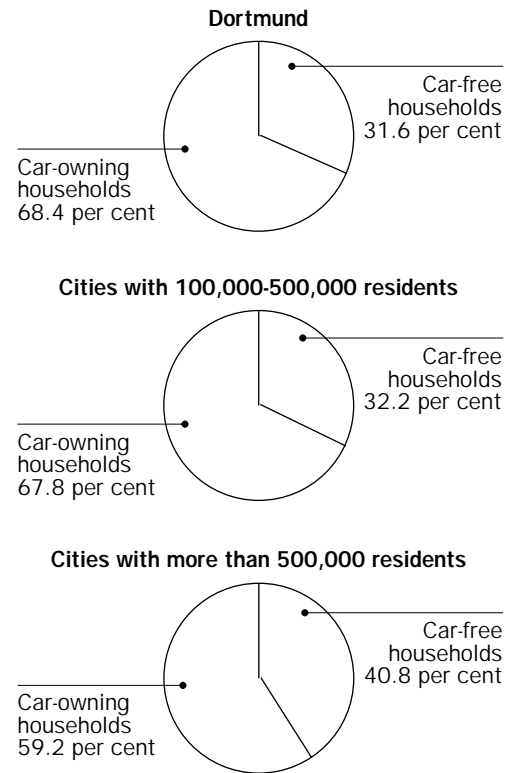 Dortmund
Car-free
households
31.6 per cent
Car-owning
households
68.4 per cent
Cities with 100,000-500,000 residents
Car-free
households
32.2 per cent
Car-owning
households
67.8 per cent
Cities with more than 500,000 residents
Car-free
households
40.8 per cent
Car-owning
households
59.2 per cent